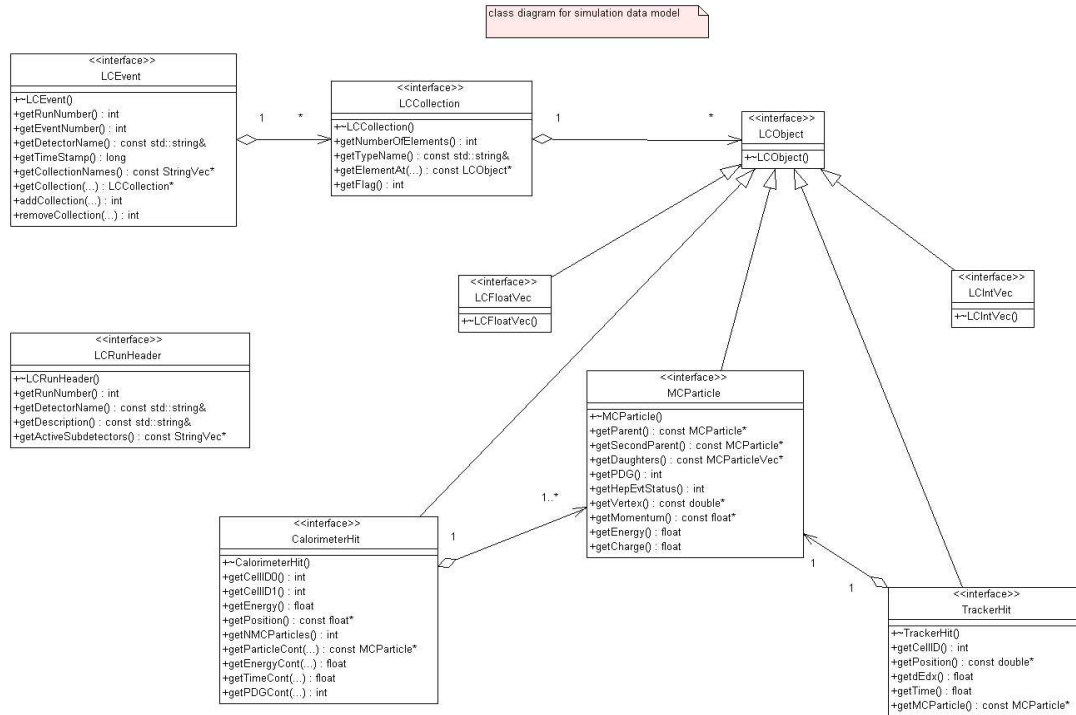 class diagram for simulation data model
<<interface>>
LCEvent
+~LCEvent()
+getRunNumber() : int
+getEventNumber() : int
+getDetectorName() : const std::string&
+getTimeStamp() : long
+getCollectionNames() : const StringVec*
+getCollection(...) : LCCollection*
+addCollection(...) : int
+removeCollection(...) : int
1
*
<<interface>>
LCCollection
+~LCCollection()
+getNumberOfElements() : int
+getTypeName() : const std::string&
+getElementAt(...) : const LCObject*
+getFlag() : int
1
*
<<interface>>
LCObject
+~LCObject()
<<interface>>
LCFloatVec
+~LCFloatVec()
<<interface>>
LCIntVec
+~LCIntVec()
<<interface>>
LCRunHeader
+~LCRunHeader()
+getRunNumber() : int
+getDetectorName() : const std::string&
+getDescription() : const std::string&
+getActiveSubdetectors() : const StringVec*
<<interface>>
MCParticle
+~MCParticle()
+getParent() : const MCParticle*
+getSecondParent() : const MCParticle*
+getDaughters() : const MCParticleVec*
+getPDG() : int
+getHepEvtStatus() : int
+getVertex() : const double*
+getMomentum() : const float*
+getEnergy() : float
+getCharge() : float
1..*
1
<<interface>>
CalorimeterHit
+~CalorimeterHit()
+getCellID0() : int
+getCellID1() : int
+getEnergy() : float
+getPosition() : const float*
+getNMCParticles() : int
+getParticleCont(...) : const MCParticle*
+getEnergyCont(...) : float
+getTimeCont(...) : float
+getPDGCont(...) : int
1
1
<<interface>>
TrackerHit
+~TrackerHit()
+getCellID() : int
+getPosition() : const double*
+getdEdx() : float
+getTime() : float
+getMCParticle() : const MCParticle*